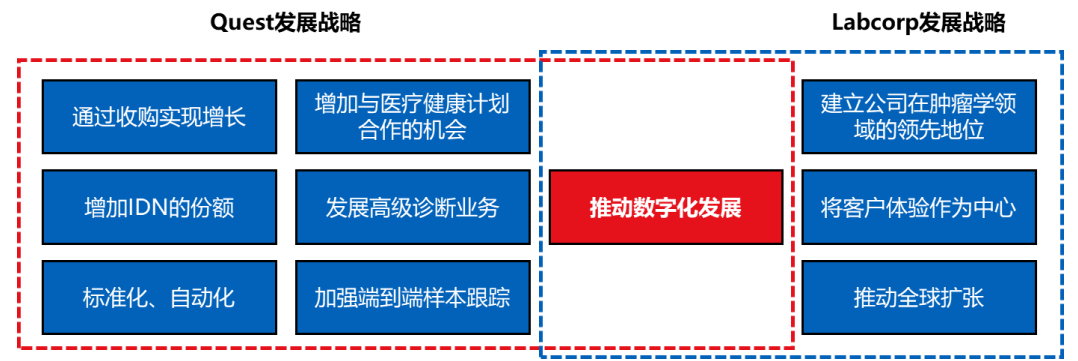 Quest发展战略
Labcorp发展战略
通过收购实现增长
增加与医疗健康计划
合作的机会
建立公司在肿瘤学领
域的领先地位
增加IDN的份额
发展高级诊断业务
推动数字化发展
将客户体验作为中心
标准化、自动化
加强端到端样本跟踪
推动全球扩张